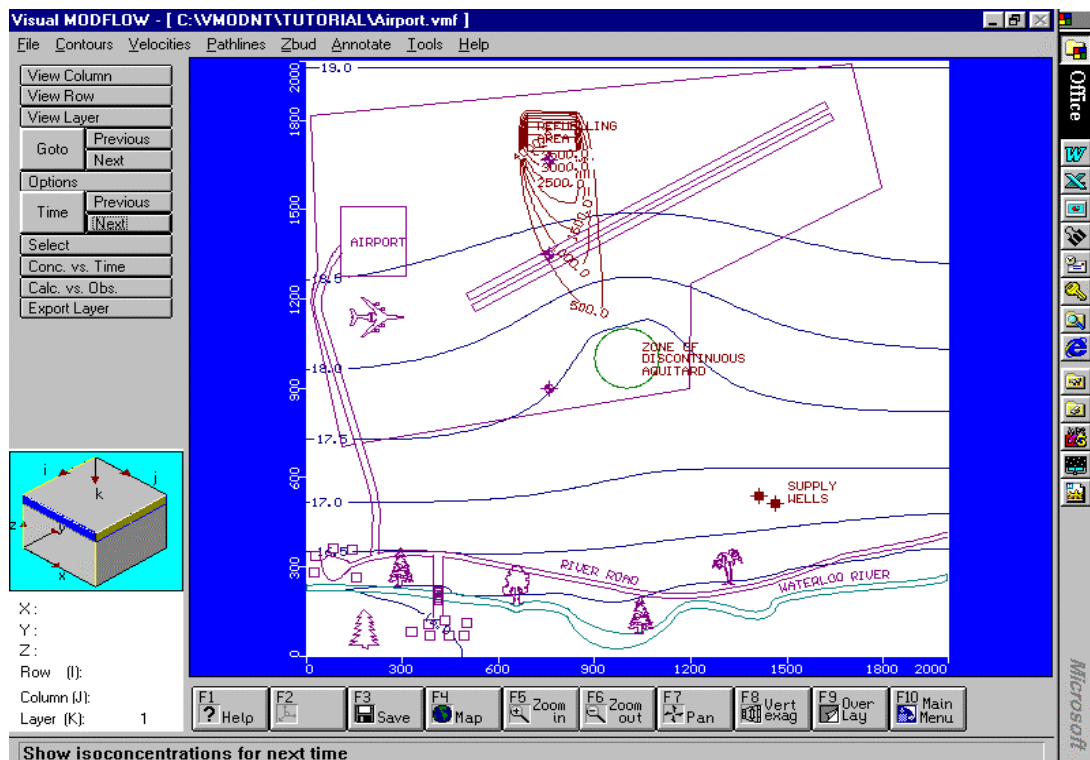 Visual MODFLOW - [ C:\VMODNT\TUTORIAL\Airport.vmf ]
File Contours Velocities Pathlines Zbud Annotate Tools Help
View Column
View Row
View Layer
Goto
Previous
Next
Options
Time
Previous
Next
Select
Conc. vs. Time
Calc. vs. Obs.
Export Layer
i
j
k
z
y
x
X:
Y:
Z:
Row (I):
Column (J):
Layer (K): 1
2000
1800
1500
1200
900
600
300
0
19.0
REFUELLING
AREA
3000.0
2500.0
1500.0
500.0
AIRPORT
18.5
18.0
17.5
17.0
ZONE OF
DISCONTINUOUS
AQUITARD
SUPPLY
WELLS
RIVER ROAD
WATERLOO RIVER
0 300 600 900 1200 1500 1800 2000
F1 ? Help
F2
F3 Save
F4 Map
F5 Zoom in
F6 Zoom out
F7 Pan
F8 Vert exag
F9 Over Lay
F10 Main Menu
Show isoconcentrations for next time
Office
W
X
Microsoft